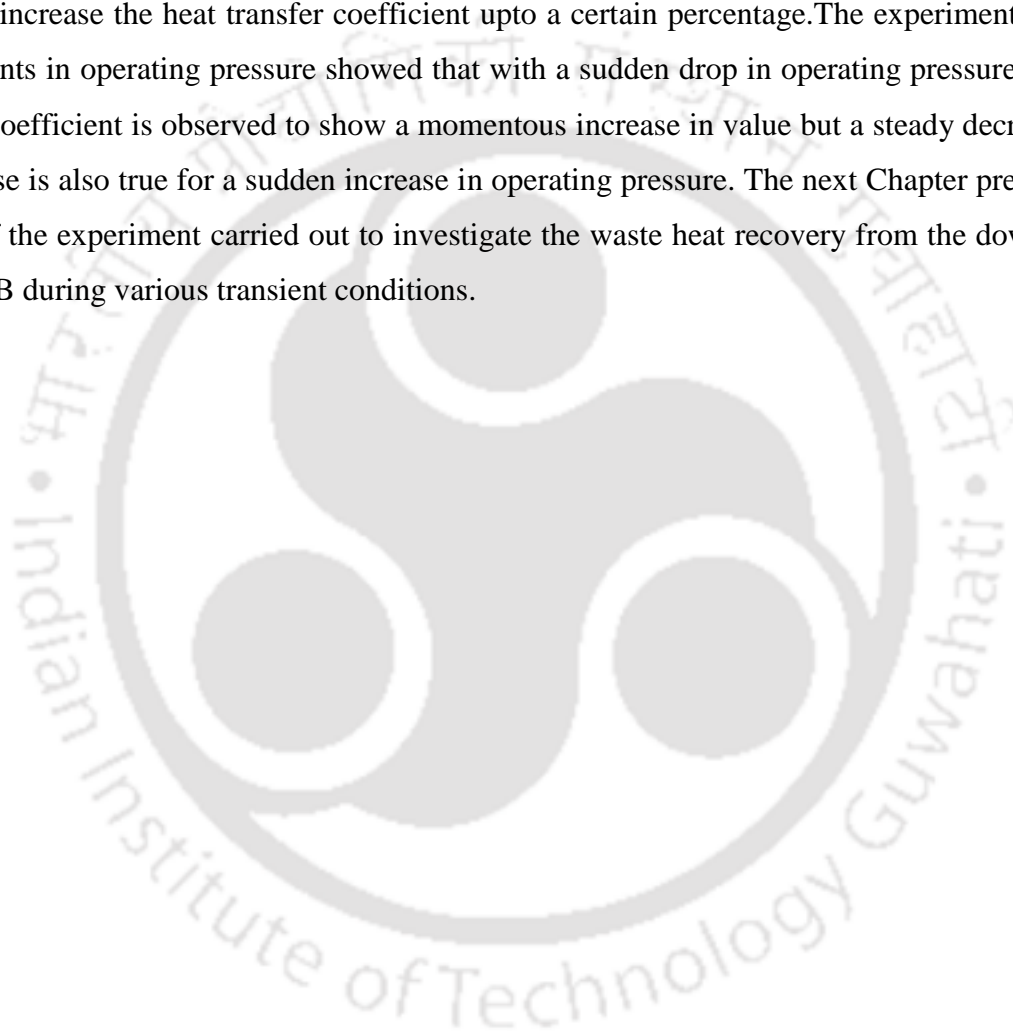 increase the heat transfer coefficient upto a certain percentage.The experiment
nts in operating pressure showed that with a sudden drop in operating pressure
oefficient is observed to show a momentous increase in value but a steady decr
se is also true for a sudden increase in operating pressure. The next Chapter pre
f the experiment carried out to investigate the waste heat recovery from the dov
B during various transient conditions.
Indian Institute of Technology Guwahati